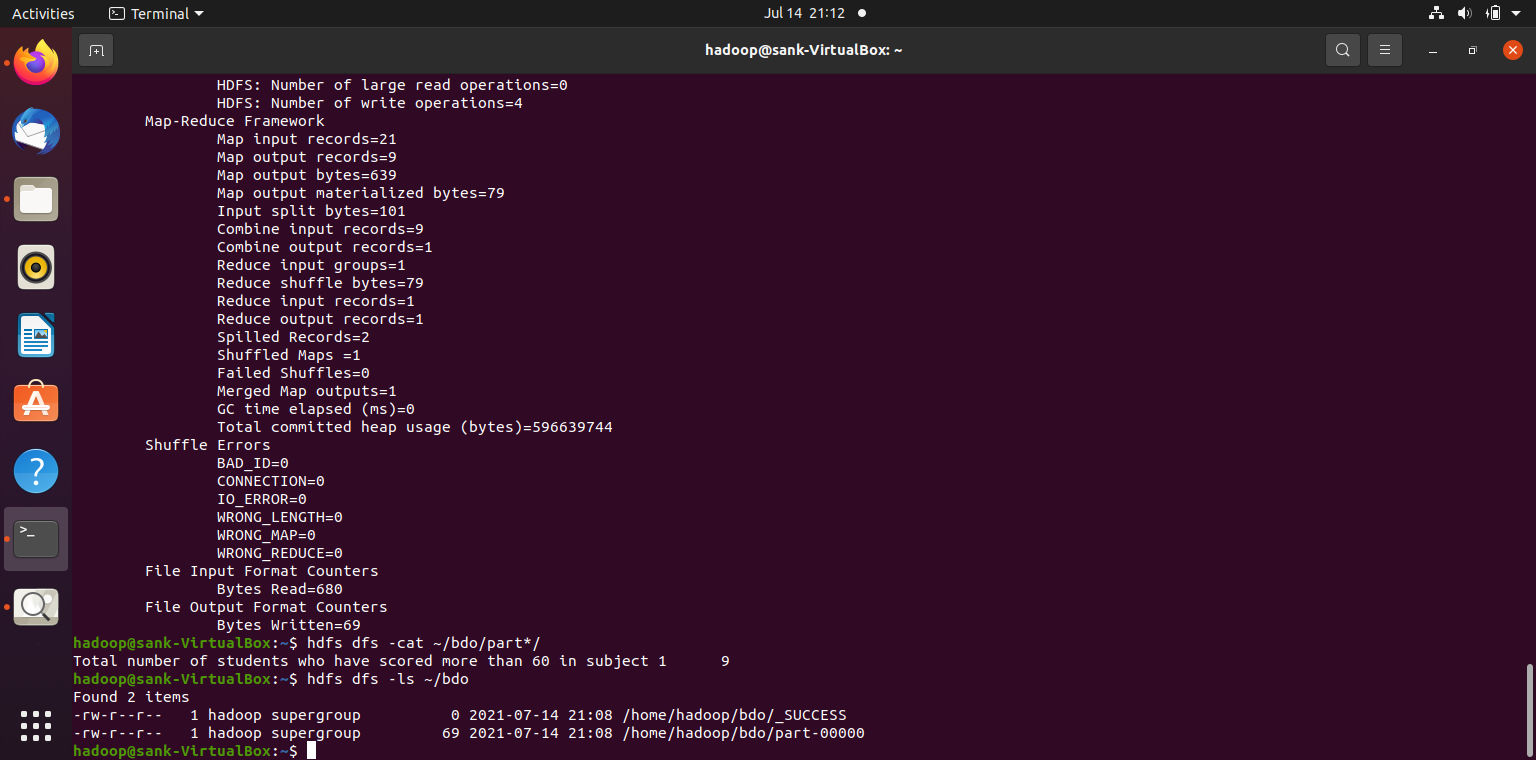 Activities
Terminal
Jul 14 21:12
hadoop@sank-VirtualBox: ~
HDFS: Number of large read operations=0
HDFS: Number of write operations=4
Map-Reduce Framework
Map input records=21
Map output records=9
Map output bytes=639
Map output materialized bytes=79
Input split bytes=101
Combine input records=9
Combine output records=1
Reduce input groups=1
Reduce shuffle bytes=79
Reduce input records=1
Reduce output records=1
Spilled Records=2
Shuffled Maps =1
Failed Shuffles=0
Merged Map outputs=1
GC time elapsed (ms)=0
Total committed heap usage (bytes)=596639744
Shuffle Errors
BAD_ID=0
CONNECTION=0
IO_ERROR=0
WRONG_LENGTH=0
WRONG_MAP=0
WRONG_REDUCE=0
File Input Format Counters
Bytes Read=680
File Output Format Counters
Bytes Written=69
hadoop@sank-VirtualBox:~$ hdfs dfs -cat ~/bdo/part*/
Total number of students who have scored more than 60 in subject 1 9
hadoop@sank-VirtualBox:~$ hdfs dfs -ls ~/bdo
Found 2 items
-rw-r--r-- 1 hadoop supergroup 0 2021-07-14 21:08 /home/hadoop/bdo/_SUCCESS
-rw-r--r-- 1 hadoop supergroup 69 2021-07-14 21:08 /home/hadoop/bdo/part-00000
hadoop@sank-VirtualBox:~$